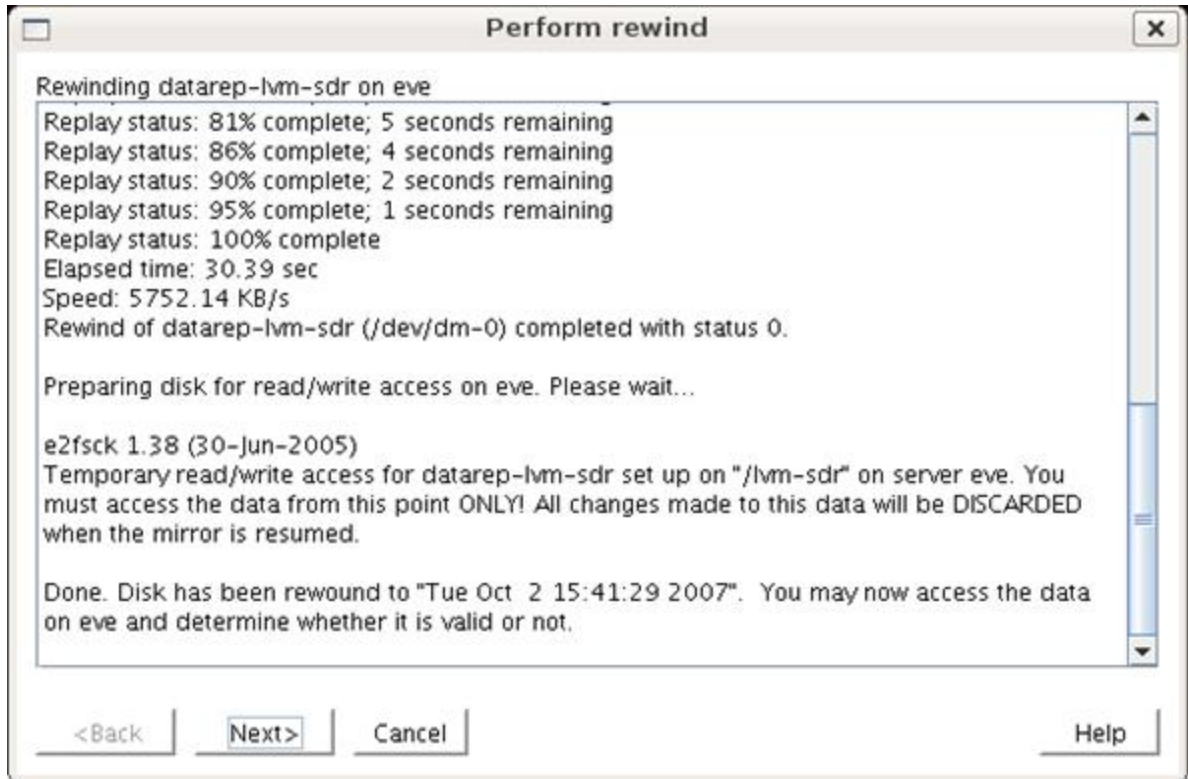 Perform rewind
Rewinding datarep-lvm-sdr on eve
Replay status: 81% complete; 5 seconds remaining
Replay status: 86% complete; 4 seconds remaining
Replay status: 90% complete; 2 seconds remaining
Replay status: 95% complete; 1 seconds remaining
Replay status: 100% complete
Elapsed time: 30.39 sec
Speed: 5752.14 KB/s
Rewind of datarep-lvm-sdr (/dev/dm-0) completed with status 0.
Preparing disk for read/write access on eve. Please wait...
e2fsck 1.38 (30-Jun-2005)
Temporary read/write access for datarep-lvm-sdr set up on "/lvm-sdr" on server eve. You
must access the data from this point ONLY! All changes made to this data will be DISCARDED
when the mirror is resumed.
Done. Disk has been rewound to "Tue Oct  2 15:41:29 2007".  You may now access the data
on eve and determine whether it is valid or not.
<Back Next> Cancel Help